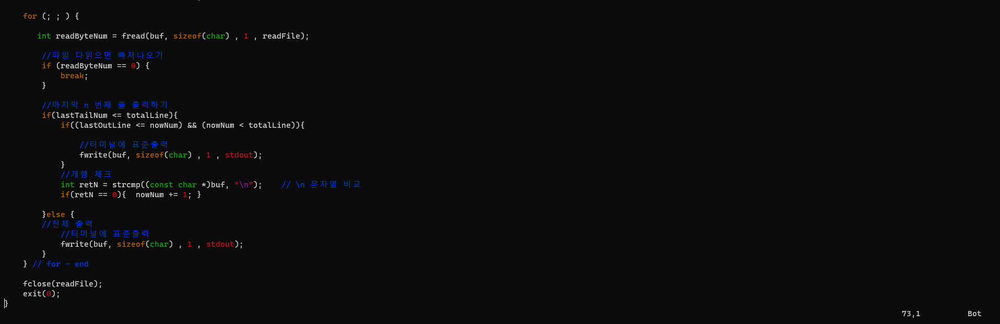 for (; ; ) {
int readByteNum = fread(buf, sizeof(char) , 1 , readFile);
//파일 다읽으면 빠져나오기
if (readByteNum == 0) {
break;
}
//마지막 n 번째 줄 출력하기
if(lastTailNum <= totalLine){
if((lastOutLine <= nowNum) && (nowNum < totalLine)){
//터미널에 표준출력
fwrite(buf, sizeof(char) , 1 , stdout);
}
//개행 체크
int retN = strcmp((const char *)buf, "\n");    // \n 문자열 비교
if(retN == 0){  nowNum += 1; }
}else {
//전체 출력
//터미널에 표준출력
fwrite(buf, sizeof(char) , 1 , stdout);
}
} // for - end
fclose(readFile);
exit(0);
}
73,1 Bot